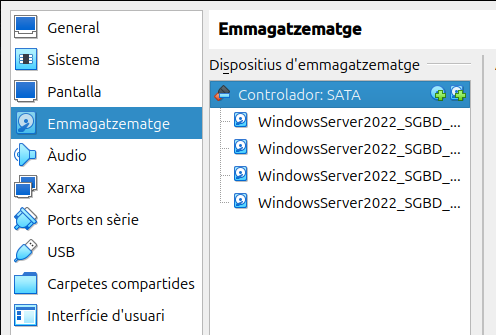 General
Sistema
Pantalla
Emmagatzematge
Àudio
Xarxa
Ports en sèrie
USB
Carpetes compartides
Interfície d'usuari
Emmagatzematge
Dispositius d'emmagatzematge
Controlador: SATA
WindowsServer2022_SGBD_...
WindowsServer2022_SGBD_...
WindowsServer2022_SGBD_...
WindowsServer2022_SGBD_...